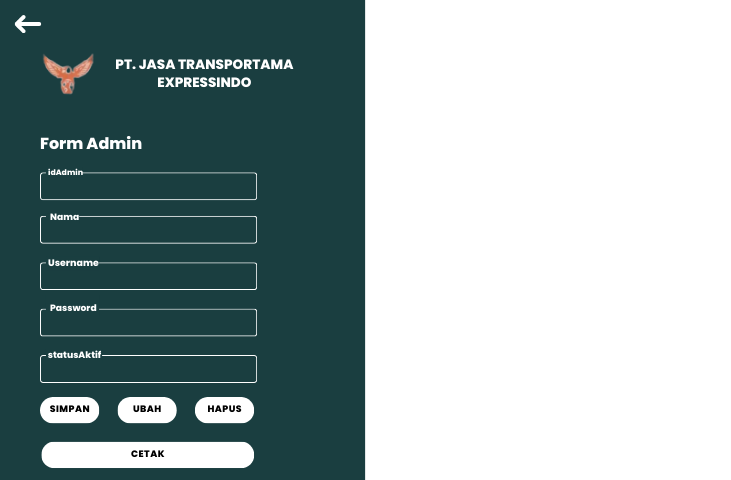 PT. JASA TRANSPORTAMA
EXPRESSINDO
Form Admin
idAdmin
Nama
Username
Password
statusAktif
SIMPAN UBAH HAPUS
CETAK